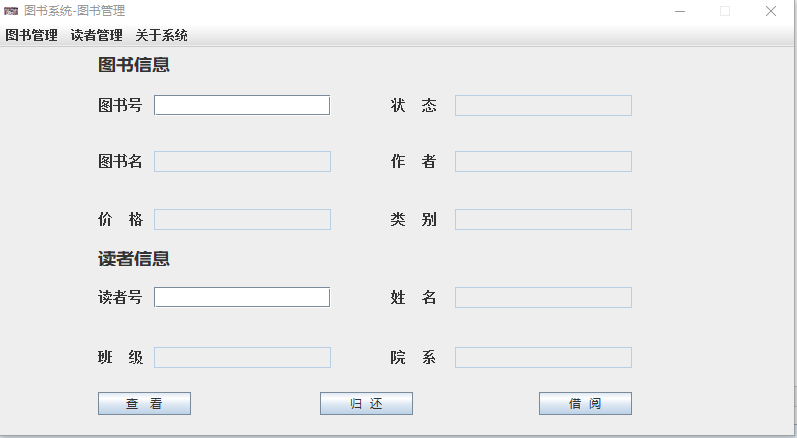 图书系统-图书管理
图书管理 读者管理 关于系统
图书信息
图书号 状 态
图书名 作 者
价 格 类 别
读者信息
读者号 姓 名
班 级 院 系
查 看 归 还 借 阅